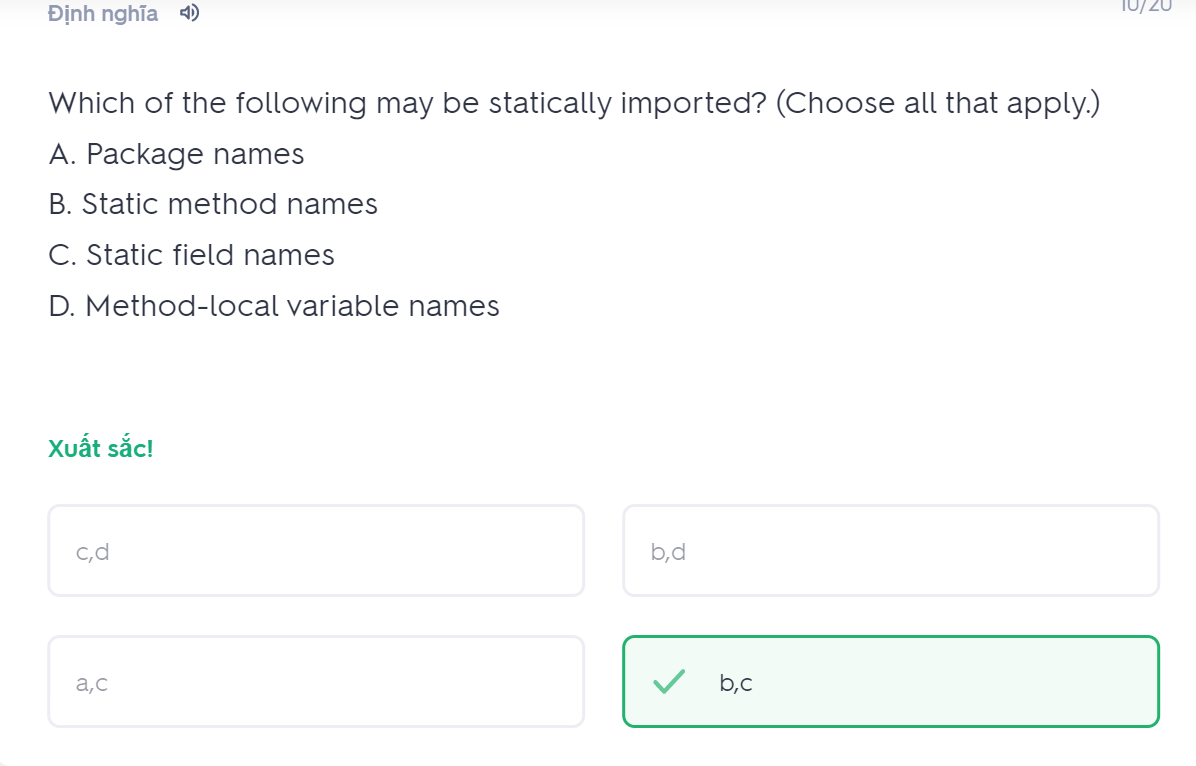 Định nghĩa
10/20
Which of the following may be statically imported? (Choose all that apply.)
A. Package names
B. Static method names
C. Static field names
D. Method-local variable names
Xuất sắc!
c,d
b,d
a,c
b,c